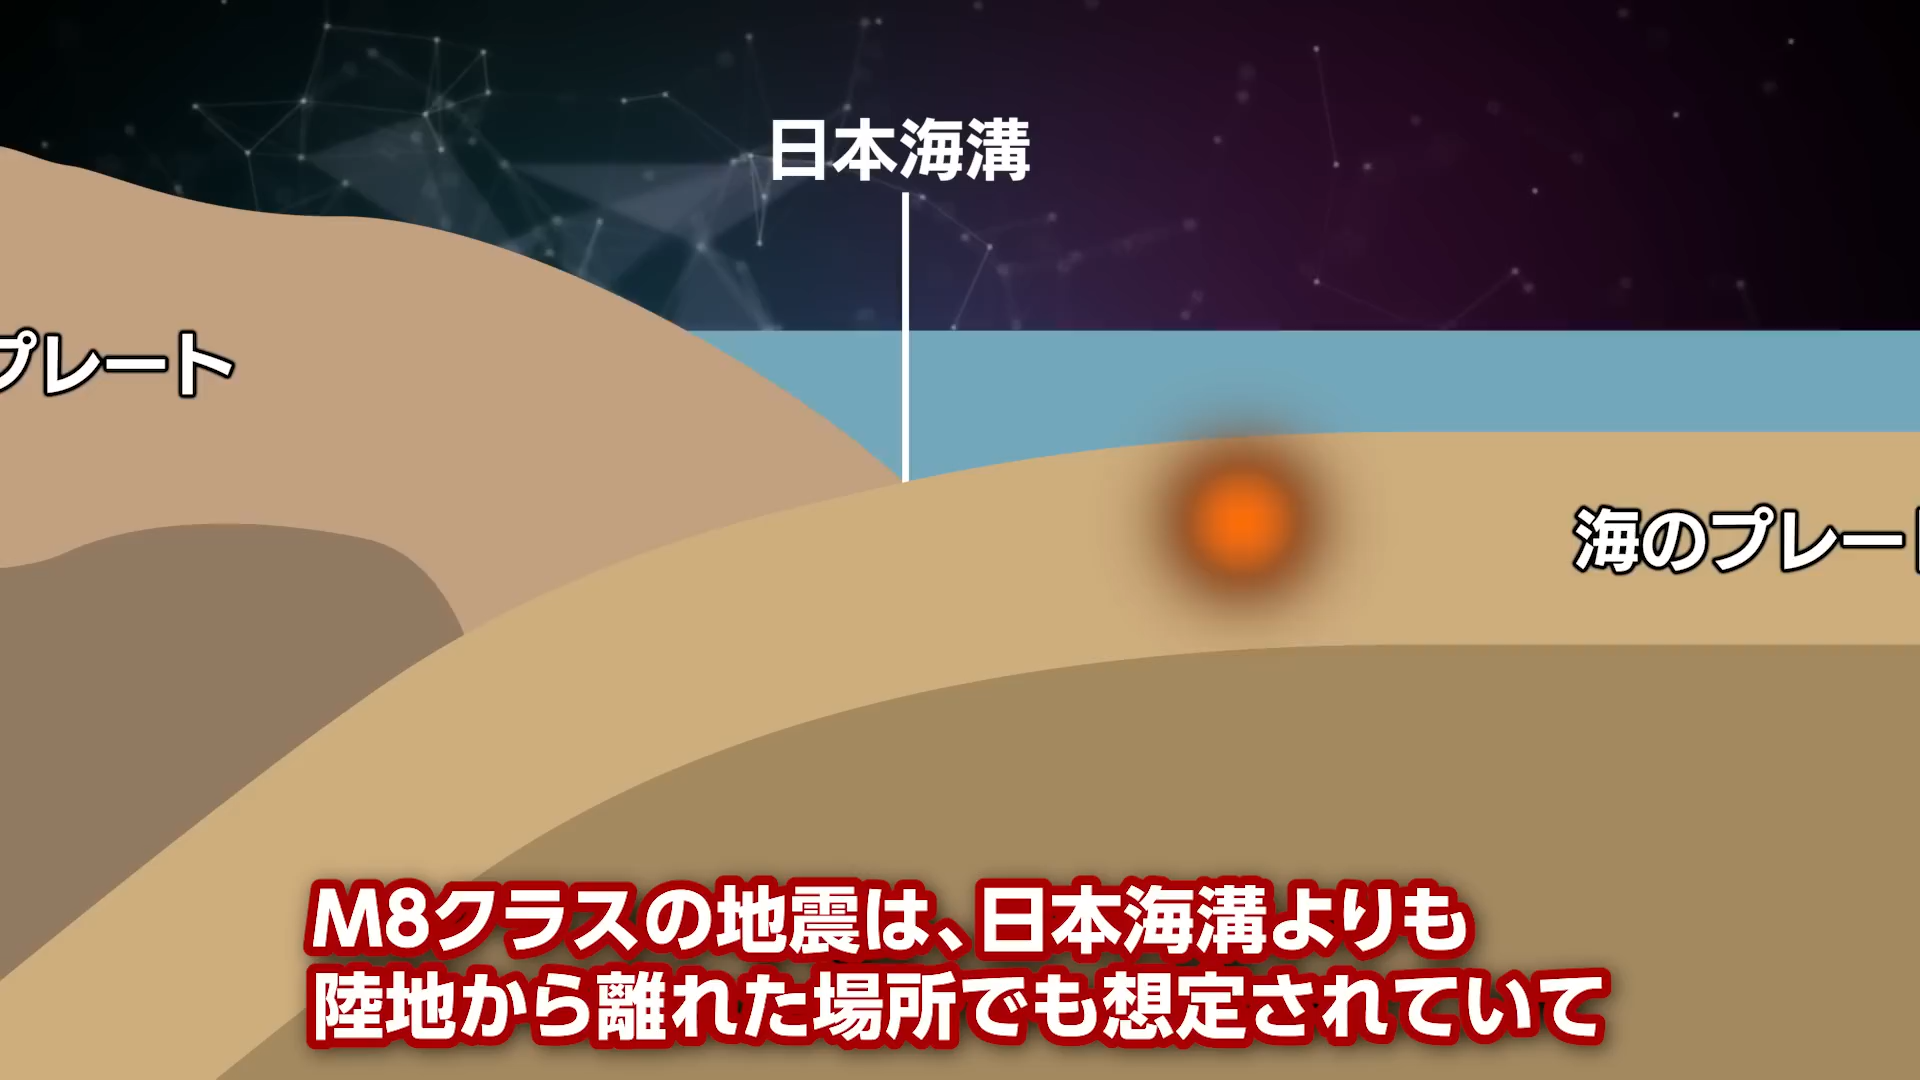 日本海溝
プレート
海のプレー
M8クラスの地震は、日本海溝よりも
陸地から離れた場所でも想定されていて